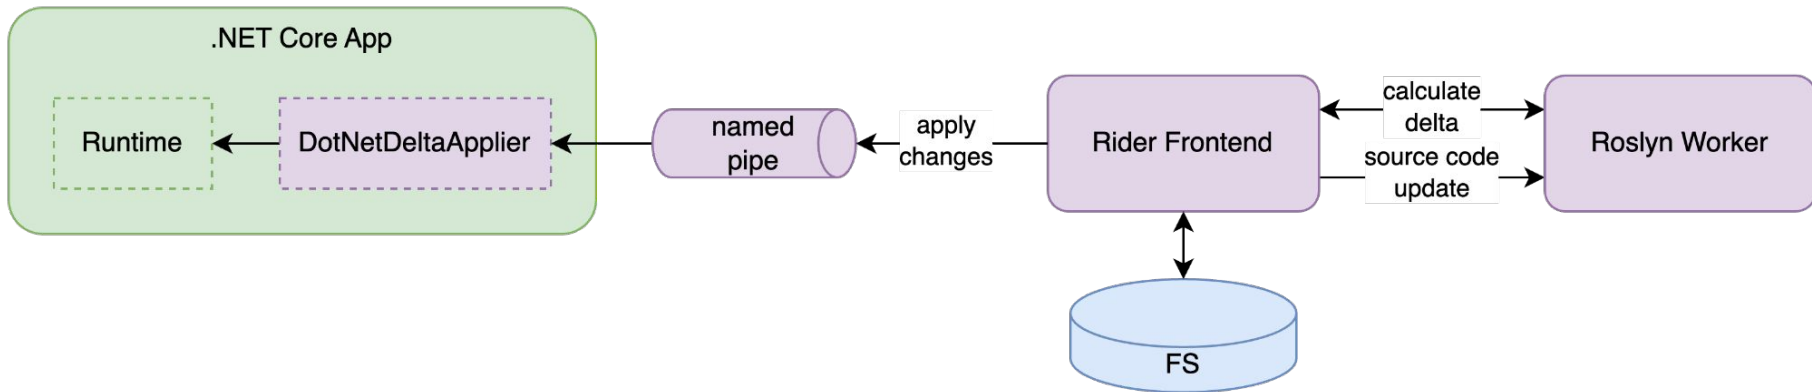 .NET Core App
Runtime
DotNetDeltaApplier
named
pipe
apply
changes
Rider Frontend
calculate
delta
source code
update
Roslyn Worker
FS